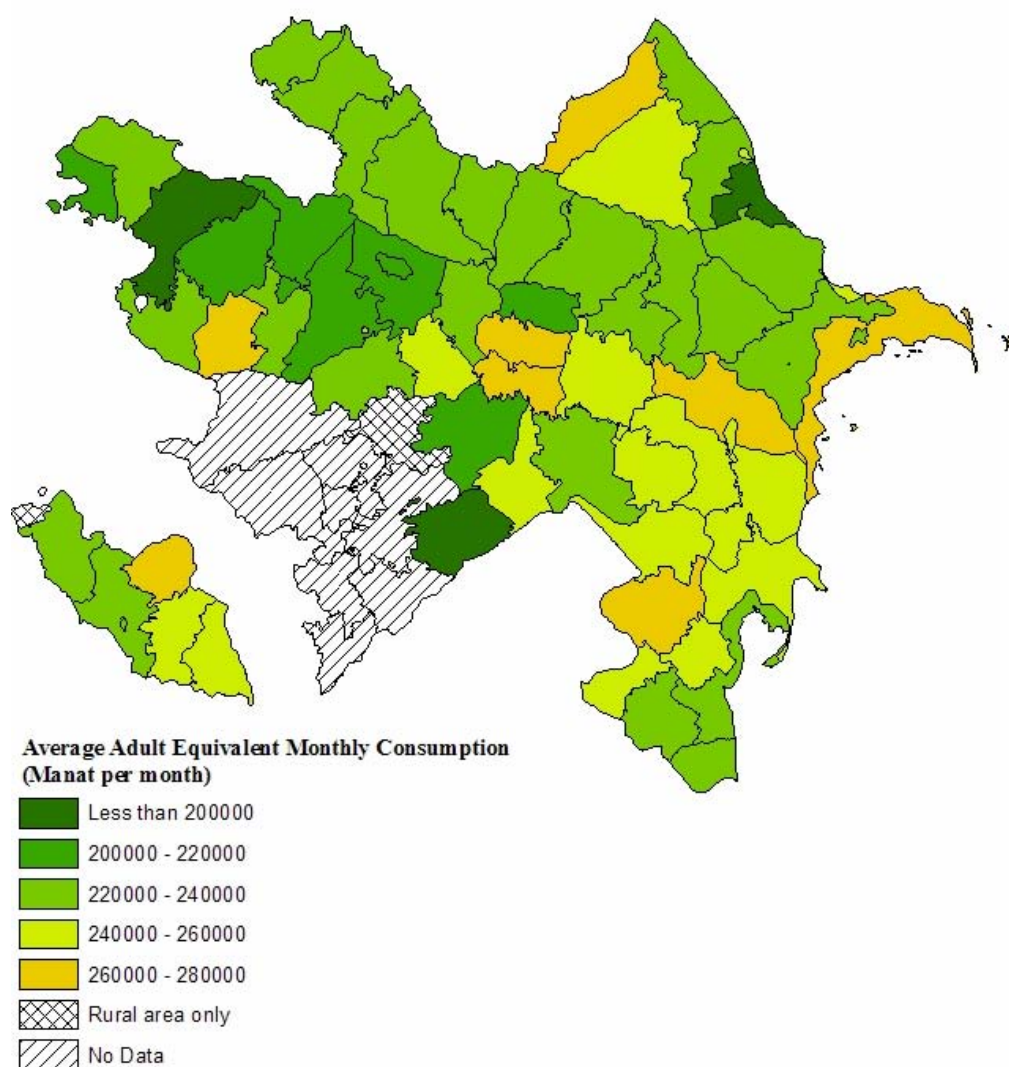 Average Adult Equivalent Monthly Consumption
(Manat per month)
Less than 200000
200000 - 220000
220000 - 240000
240000 - 260000
260000 - 280000
Rural area only
No Data